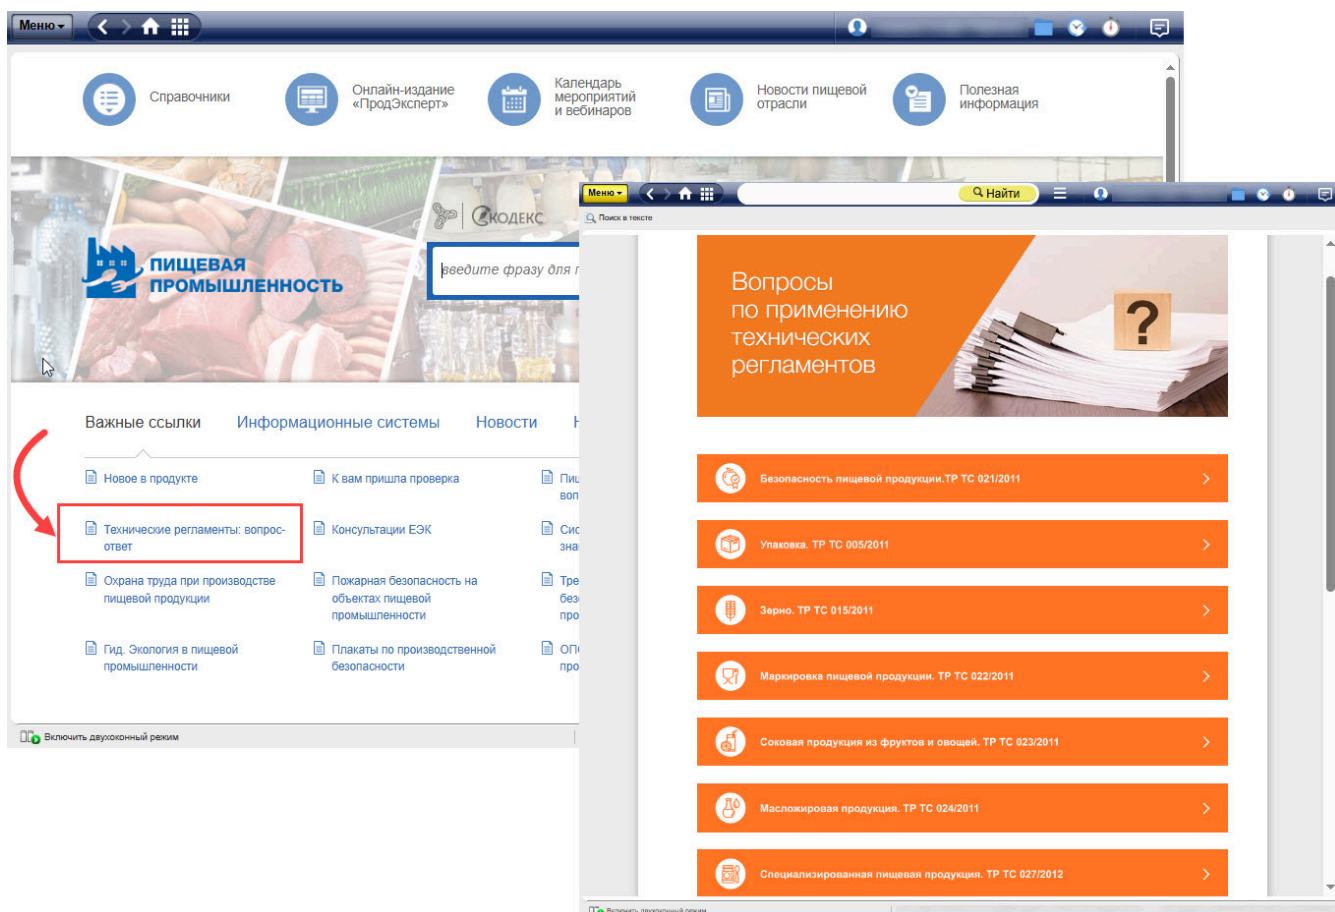 Меню
Справочники
Онлайн-издание
«ПродЭксперт»
Календарь
мероприятий
и вебинаров
Новости пищевой
отрасли
Полезная
информация
КОДЕКС
ПИЩЕВАЯ
ПРОМЫШЛЕННОСТЬ
введите фразу для
Важные ссылки
Информационные системы
Новости
Новое в продукте
К вам пришла проверка
Технические регламенты: вопрос-
ответ
Консультации ЕЭК
Охрана труда при производстве
пищевой продукции
Пожарная безопасность на
объектах пищевой
промышленности
Гид. Экология в пищевой
промышленности
Плакаты по производственной
безопасности
Включить двухоконный режим
Меню
Найти
Поиск в тексте
Вопросы
по применению
технических
регламентов
?
Безопасность пищевой продукции.ТР ТС 021/2011
Упаковка. ТР ТС 005/2011
Зерно. ТР ТС 015/2011
Маркировка пищевой продукции. ТР ТС 022/2011
Соковая продукция из фруктов и овощей. ТР ТС 023/2011
Масложировая продукция. ТР ТС 024/2011
Специализированная пищевая продукция. ТР ТС 027/2012
Включить двухоконный режим